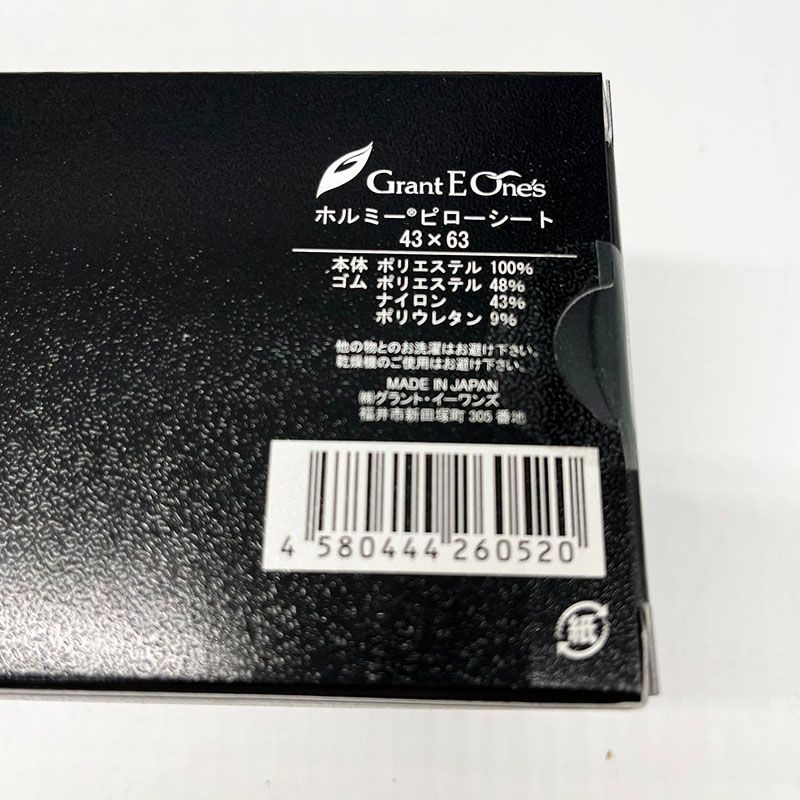 Grant E One's
ホルミー®ピローシート
43×63
本体 ポリエステル 100%
ゴム ポリエステル 48%
ナイロン 43%
ポリウレタン 9%
他の物とのお洗濯はお避け下さい。
乾燥機のご使用はお避け下さい。
MADE IN JAPAN
㈱グラント・イーワンズ
福井市新田塚町 305 番地
4 580444 260520
紙